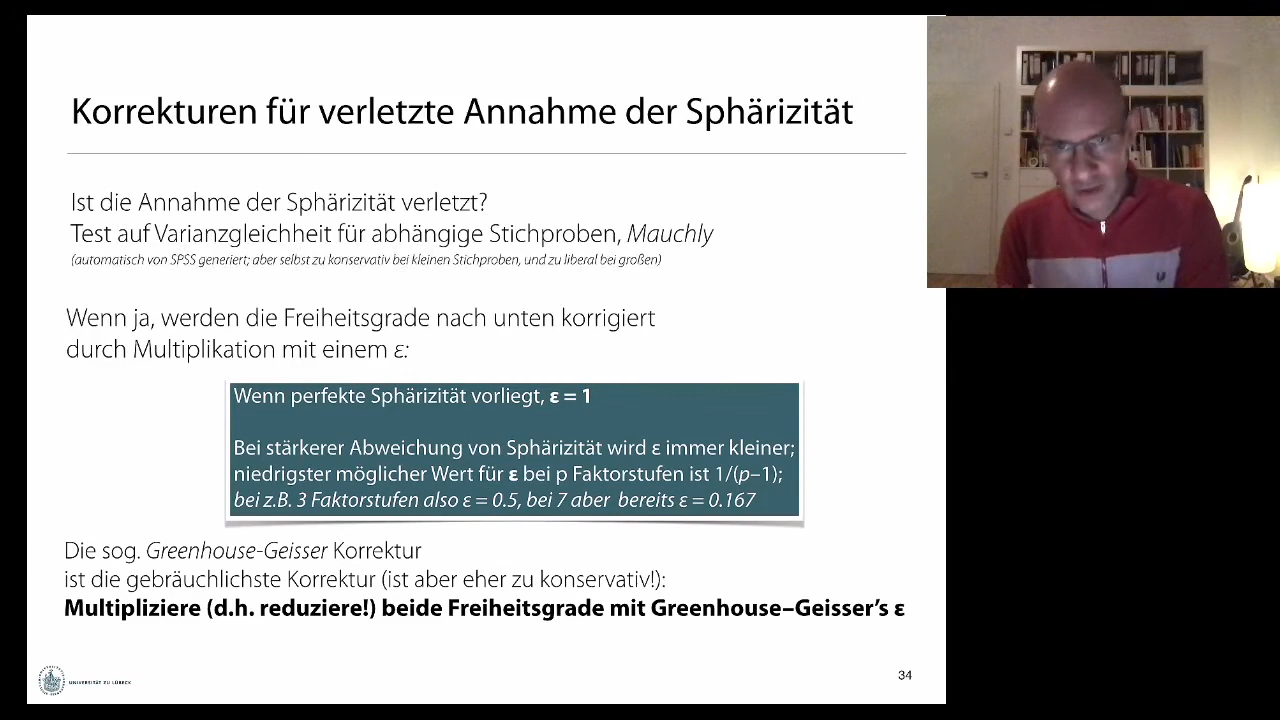 Korrekturen für verletzte Annahme der Sphärizität
Ist die Annahme der Sphärizität verletzt?
Test auf Varianzgleichheit für abhängige Stichproben, Mauchly
(automatisch von SPSS generiert; aber selbst zu konservativ bei kleinen Stichproben, und zu liberal bei großen)
Wenn ja, werden die Freiheitsgrade nach unten korrigiert
durch Multiplikation mit einem ε:
Wenn perfekte Sphärizität vorliegt, ε = 1
Bei stärkerer Abweichung von Sphärizität wird ε immer kleiner;
niedrigster möglicher Wert für ε bei p Faktorstufen ist 1/(p–1);
bei z.B. 3 Faktorstufen also ε = 0.5, bei 7 aber bereits ε = 0.167
Die sog. Greenhouse-Geisser Korrektur
ist die gebräuchlichste Korrektur (ist aber eher zu konservativ!):
Multipliziere (d.h. reduziere!) beide Freiheitsgrade mit Greenhouse–Geisser’s ε
UNIVERSITÄT ZU LÜBECK
34